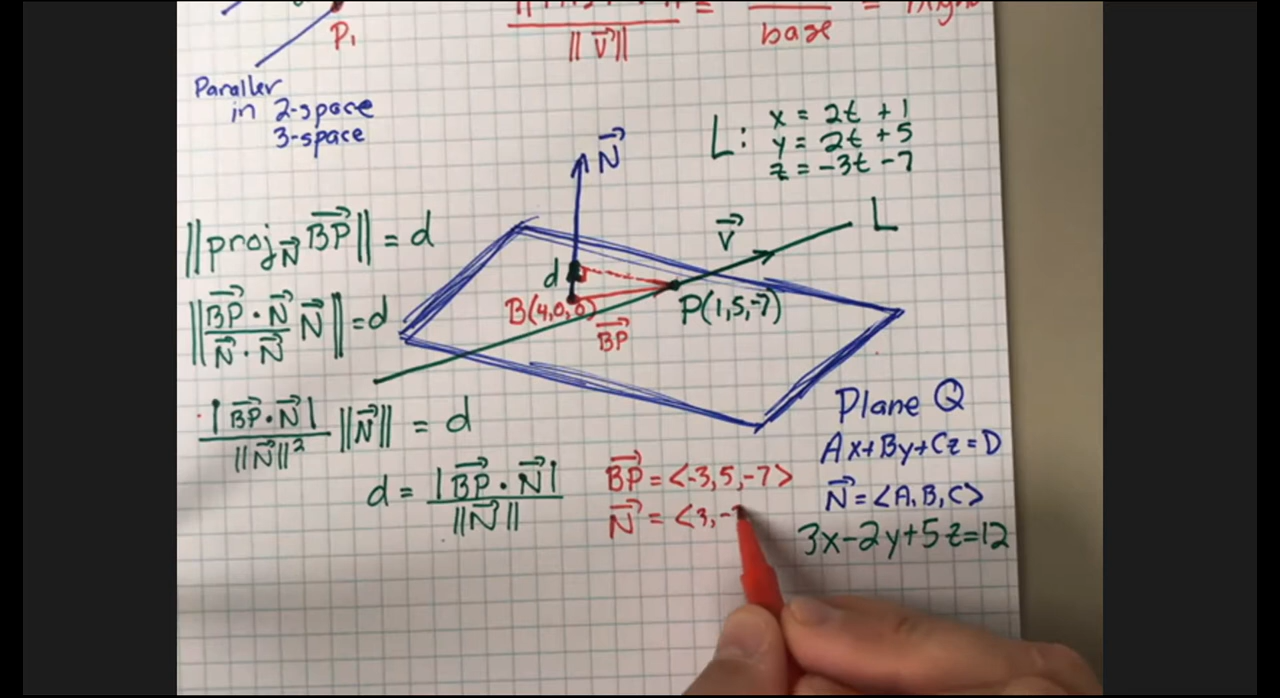 P₁
‖V⃗‖
base
Paraller
in 2-space
3-space
L: x = 2t + 1
y = 2t + 5
z = -3t - 7
N⃗
‖proj_N⃗ BP⃗‖ = d
V⃗
L
d
B(4,0,0)
P(1,5,-7)
BP⃗
‖(BP⃗ · N⃗)/(N⃗ · N⃗) N⃗‖ = d
|BP⃗ · N⃗|/‖N⃗‖² ‖N⃗‖ = d
d = |BP⃗ · N⃗|/‖N⃗‖
BP⃗ = <-3,5,-7>
N⃗ = <3,-
Plane Q
Ax+By+Cz=D
N⃗ = <A,B,C>
3x-2y+5z=12